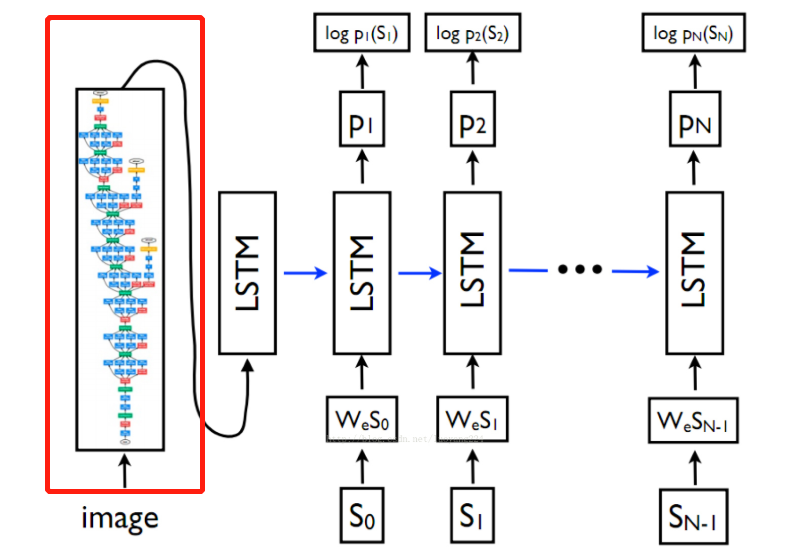 log p1(S1)
log p2(S2)
log pN(SN)
p1
p2
pN
LSTM
LSTM
LSTM
LSTM
WeS0
WeS1
WeSN-1
S0
S1
SN-1
image